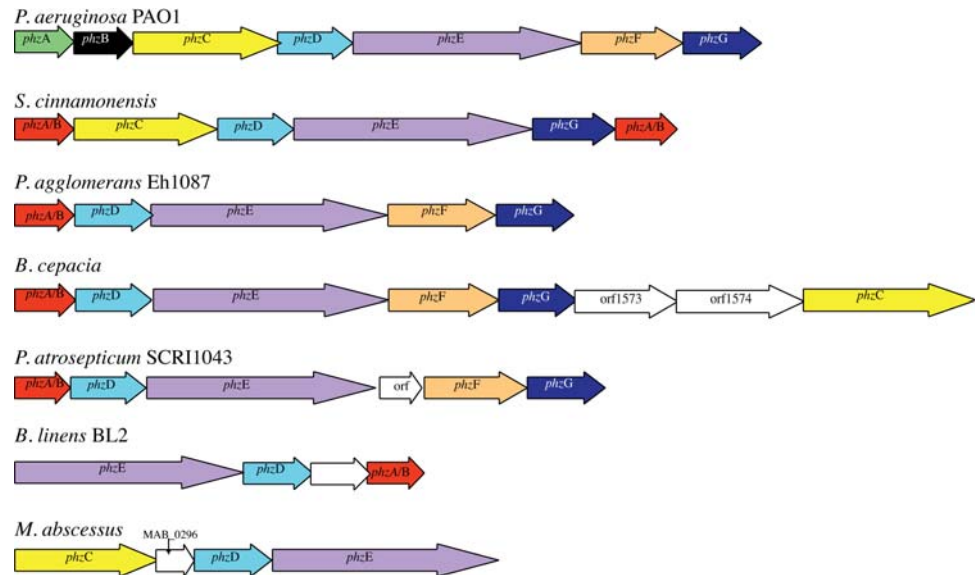 P. aeruginosa PAO1
phzA phzB phzC phzD phzE phzF phzG
S. cinnamonensis
phzA/B phzC phzD phzE phzG phzA/B
P. agglomerans Eh1087
phzA/B phzD phzE phzF phzG
B. cepacia
phzA/B phzD phzE phzF phzG orf1573 orf1574 phzC
P. atrosepticum SCRI1043
phzA/B phzD phzE orf phzF phzG
B. linens BL2
phzE phzD phzA/B
M. abscessus
MAB_0296
phzC phzD phzE